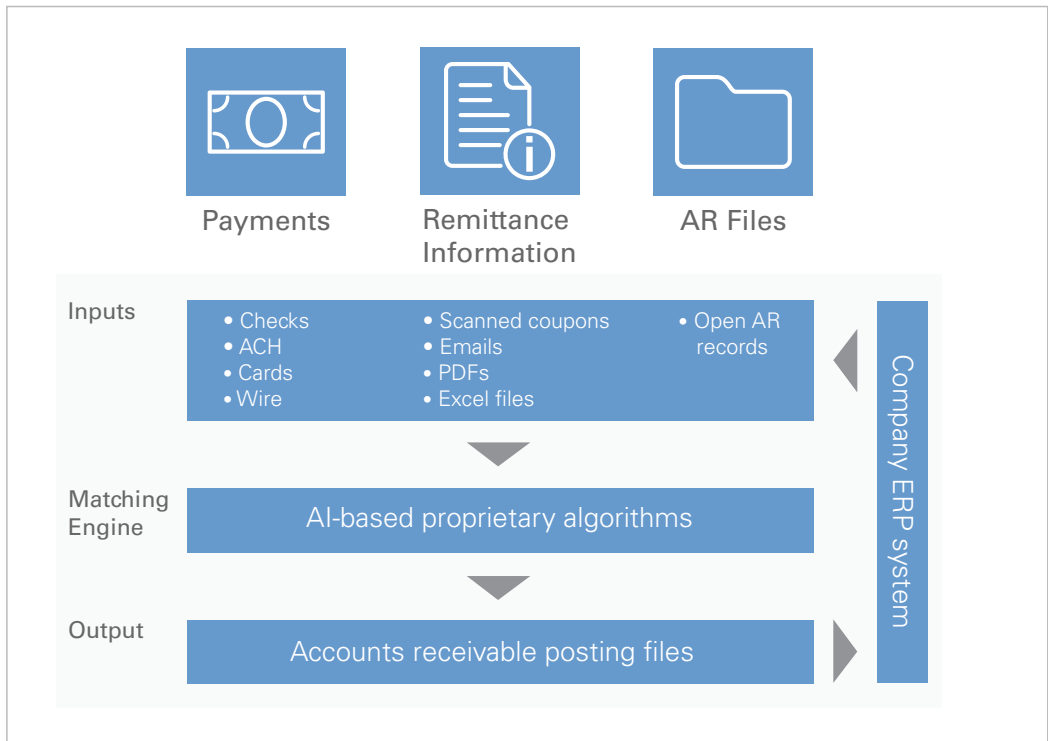 Payments
Remittance
Information
AR Files
Inputs
• Checks
• ACH
• Cards
• Wire
• Scanned coupons
• Emails
• PDFs
• Excel files
• Open AR
records
Matching
Engine
AI-based proprietary algorithms
Output
Accounts receivable posting files
Company ERP system